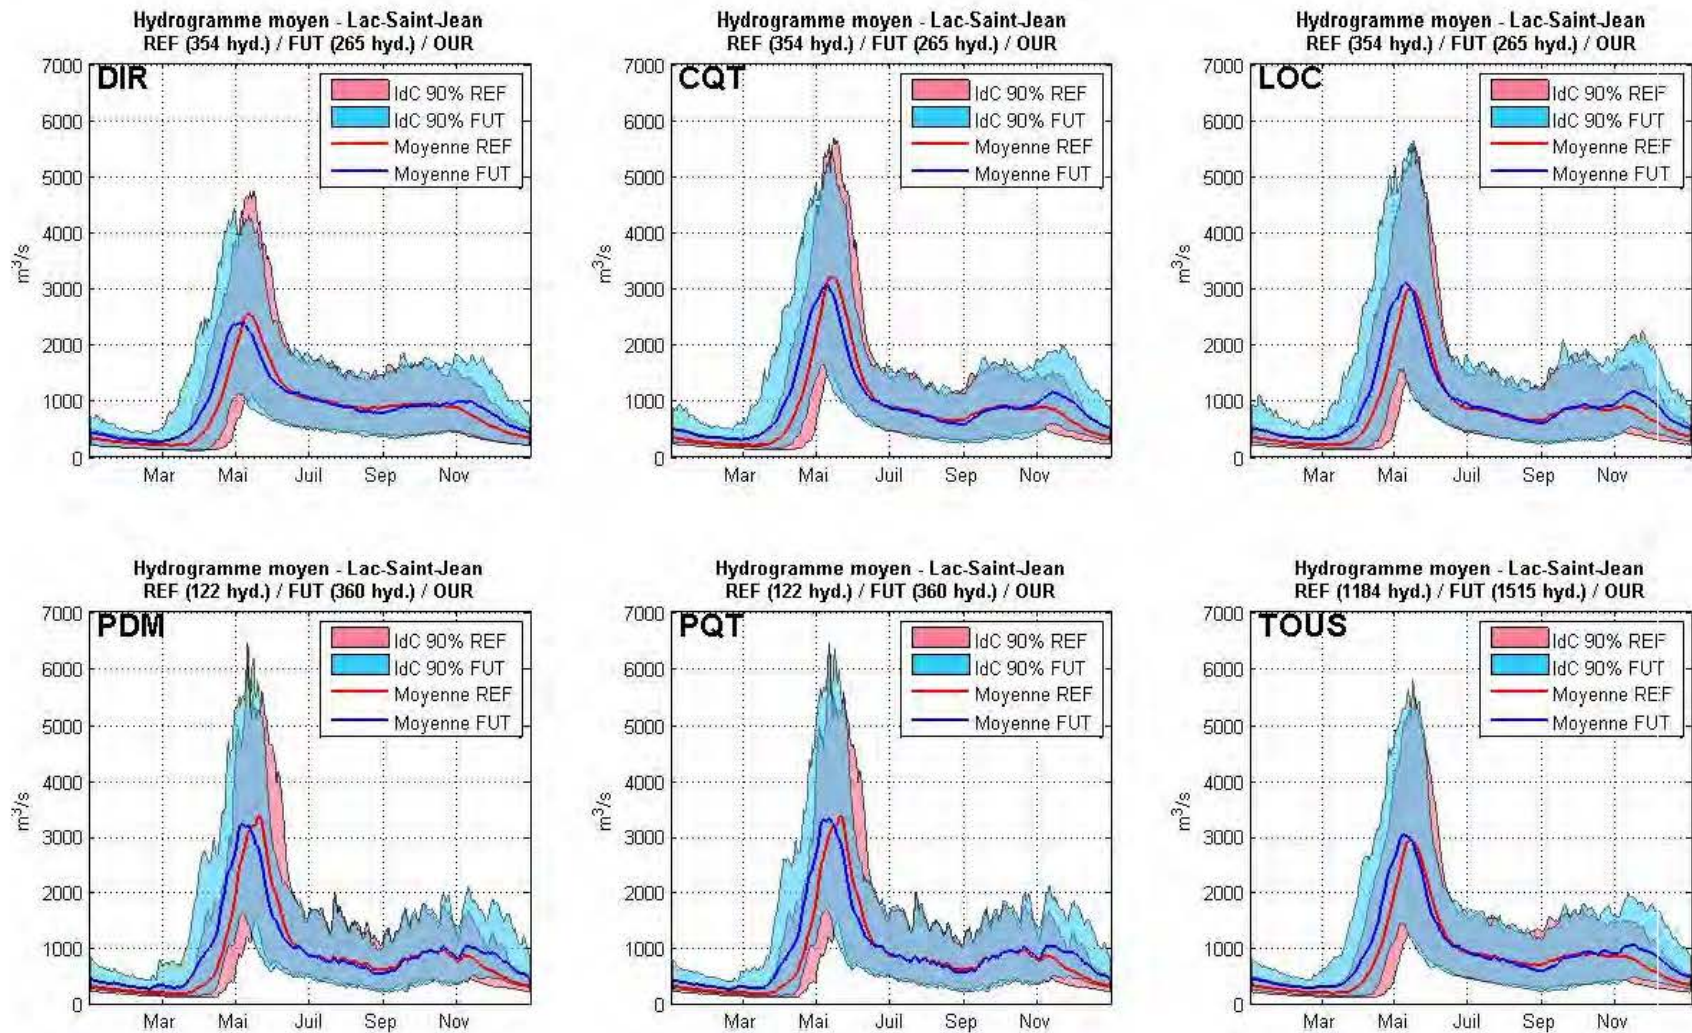 Hydrogramme moyen - Lac-Saint-Jean
REF (354 hyd.) / FUT (265 hyd.) / OUR
DIR
IdC 90% REF
IdC 90% FUT
Moyenne REF
Moyenne FUT
7000
6000
5000
4000
3000
2000
1000
0
m³/s
Mar Mai Juil Sep Nov
Hydrogramme moyen - Lac-Saint-Jean
REF (354 hyd.) / FUT (265 hyd.) / OUR
CQT
IdC 90% REF
IdC 90% FUT
Moyenne REF
Moyenne FUT
7000
6000
5000
4000
3000
2000
1000
0
m³/s
Mar Mai Juil Sep Nov
Hydrogramme moyen - Lac-Saint-Jean
REF (354 hyd.) / FUT (265 hyd.) / OUR
LOC
IdC 90% REF
IdC 90% FUT
Moyenne REF
Moyenne FUT
7000
6000
5000
4000
3000
2000
1000
0
m³/s
Mar Mai Juil Sep Nov
Hydrogramme moyen - Lac-Saint-Jean
REF (122 hyd.) / FUT (360 hyd.) / OUR
PDM
IdC 90% REF
IdC 90% FUT
Moyenne REF
Moyenne FUT
7000
6000
5000
4000
3000
2000
1000
0
m³/s
Mar Mai Juil Sep Nov
Hydrogramme moyen - Lac-Saint-Jean
REF (122 hyd.) / FUT (360 hyd.) / OUR
PQT
IdC 90% REF
IdC 90% FUT
Moyenne REF
Moyenne FUT
7000
6000
5000
4000
3000
2000
1000
0
m³/s
Mar Mai Juil Sep Nov
Hydrogramme moyen - Lac-Saint-Jean
REF (1184 hyd.) / FUT (1515 hyd.) / OUR
TOUS
IdC 90% REF
IdC 90% FUT
Moyenne REF
Moyenne FUT
7000
6000
5000
4000
3000
2000
1000
0
m³/s
Mar Mai Juil Sep Nov